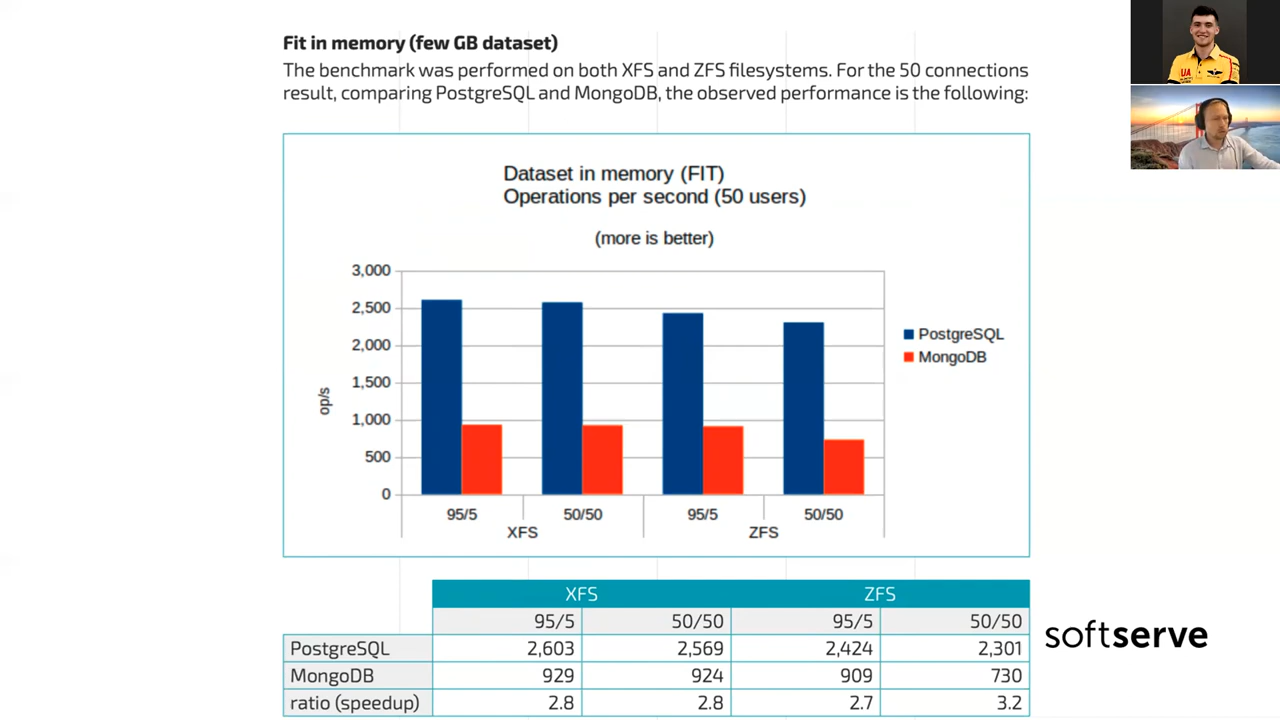 Fit in memory (few GB dataset)
The benchmark was performed on both XFS and ZFS filesystems. For the 50 connections
result, comparing PostgreSQL and MongoDB, the observed performance is the following:
Dataset in memory (FIT)
Operations per second (50 users)
(more is better)
3,000
2,500
2,000
1,500
1,000
500
0
op/s
95/5 50/50 95/5 50/50
XFS ZFS
PostgreSQL
MongoDB
XFS ZFS
95/5 50/50 95/5 50/50
PostgreSQL 2,603 2,569 2,424 2,301
MongoDB 929 924 909 730
ratio (speedup) 2.8 2.8 2.7 3.2
softserve
UA